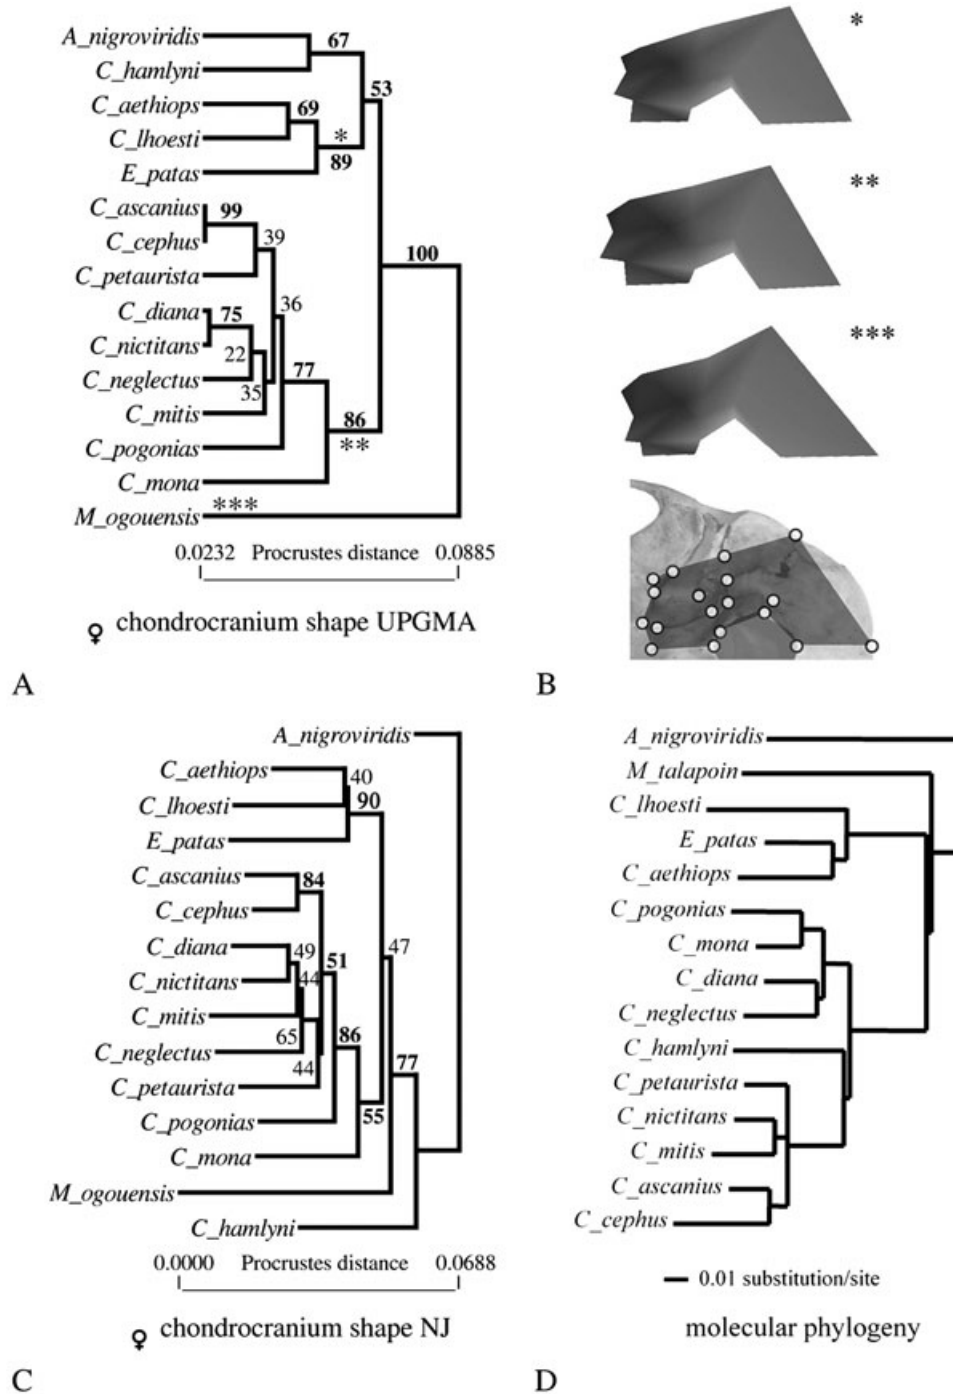 A_nigroviridis
67
C_hamlyni
53
C_aethiops
69
C_lhoesti
*
89
E_patas
C_ascanius
99
C_cephus
39
C_petaurista
100
C_diana
75
36
C_nictitans
22
C_neglectus
77
35
C_mitis
86
C_pogonias
**
C_mona
M_ogouensis
***
0.0232 Procrustes distance 0.0885
♀ chondrocranium shape UPGMA
A
*
**
***
B
A_nigroviridis
C_aethiops
40
C_lhoesti
90
E_patas
C_ascanius
84
C_cephus
C_diana
49
47
C_nictitans
44
51
C_mitis
65
86
C_neglectus
44
77
C_petaurista
55
C_pogonias
C_mona
M_ogouensis
C_hamlyni
0.0000 Procrustes distance 0.0688
♀ chondrocranium shape NJ
C
A_nigroviridis
M_talapoin
C_lhoesti
E_patas
C_aethiops
C_pogonias
C_mona
C_diana
C_neglectus
C_hamlyni
C_petaurista
C_nictitans
C_mitis
C_ascanius
C_cephus
0.01 substitution/site
molecular phylogeny
D